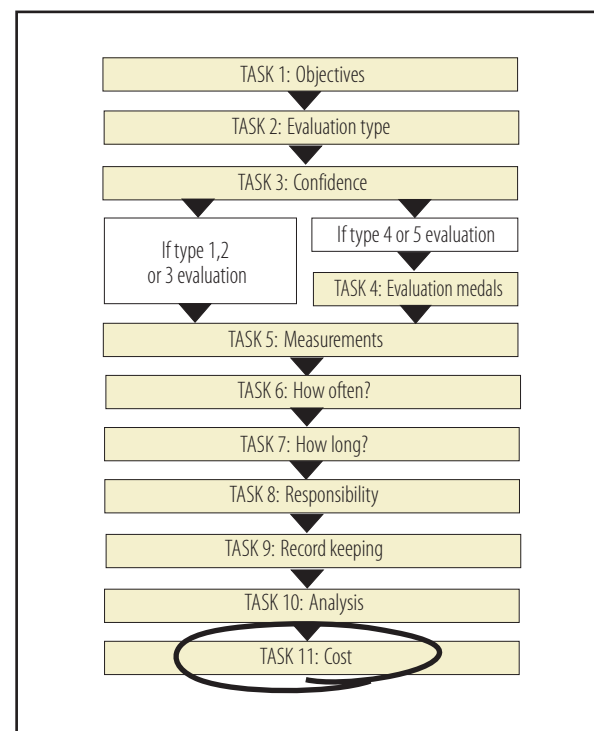 TASK 1: Objectives
TASK 2: Evaluation type
TASK 3: Confidence
If type 1,2
or 3 evaluation
If type 4 or 5 evaluation
TASK 4: Evaluation medals
TASK 5: Measurements
TASK 6: How often?
TASK 7: How long?
TASK 8: Responsibility
TASK 9: Record keeping
TASK 10: Analysis
TASK 11: Cost